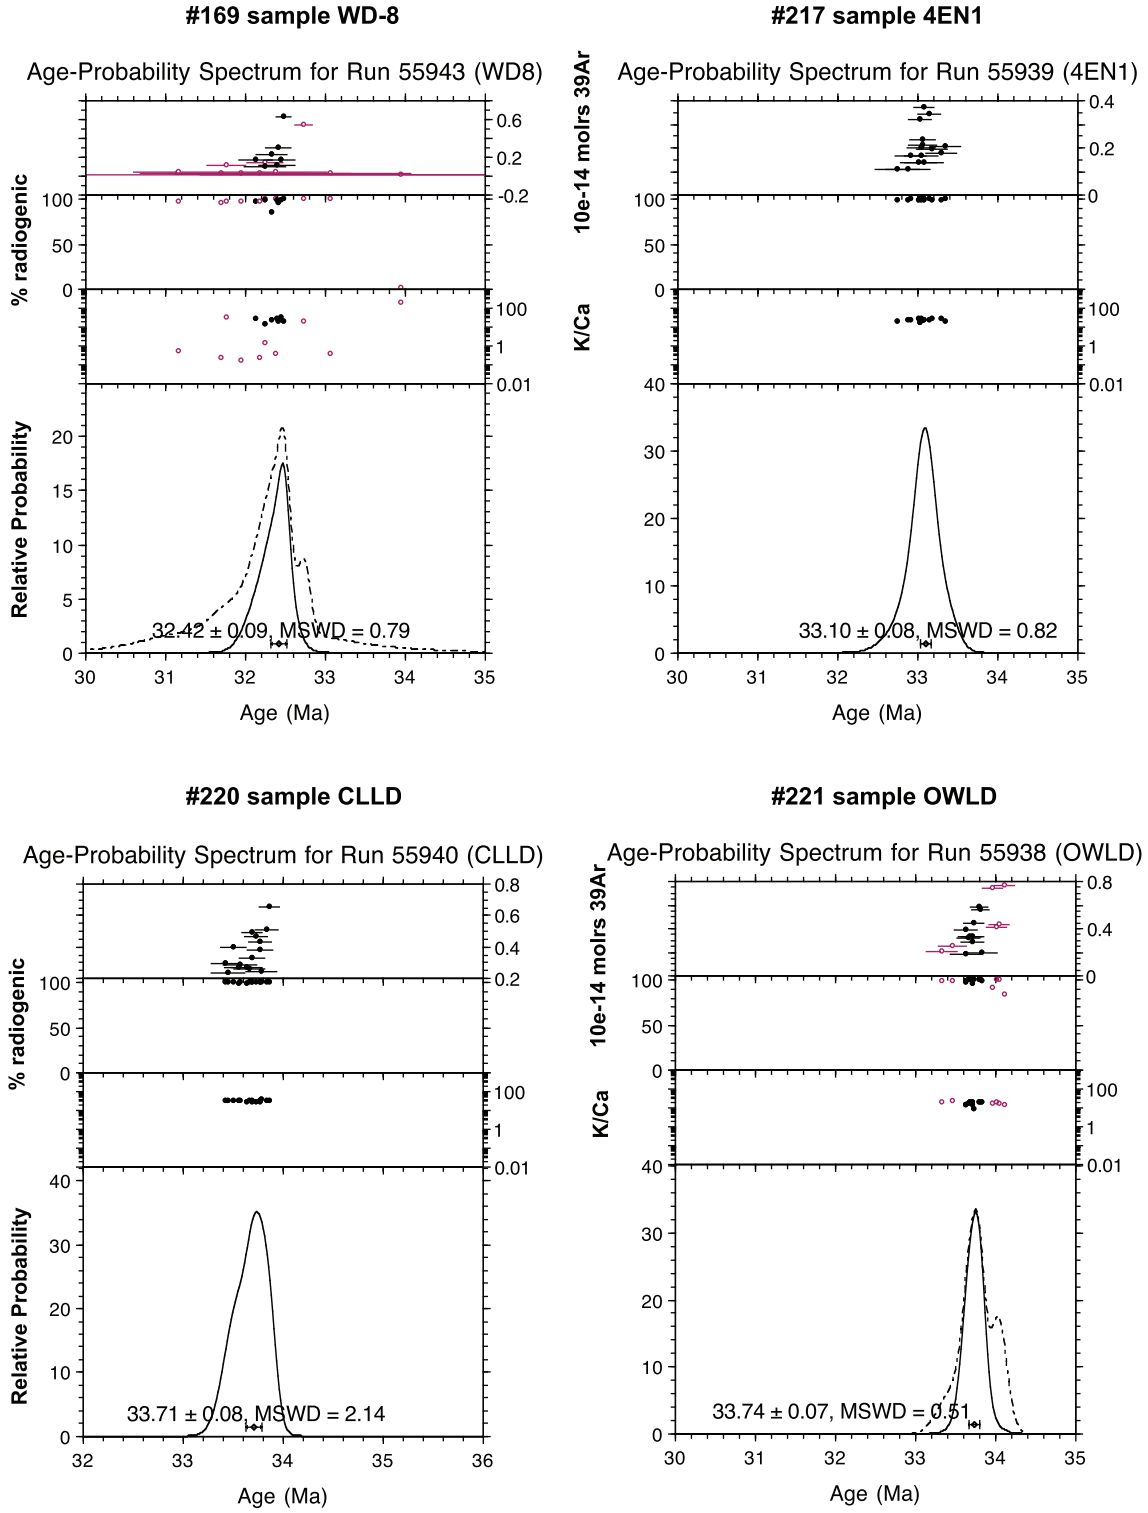 #169 sample WD-8
Age-Probability Spectrum for Run 55943 (WD8)
% radiogenic
0.6
0.2
-0.2
100
50
0
100
1
0.01
Relative Probability
20
15
10
5
0
32.42 ± 0.09, MSWD = 0.79
30 31 32 33 34 35
Age (Ma)
#217 sample 4EN1
Age-Probability Spectrum for Run 55939 (4EN1)
10e-14 molrs 39Ar
K/Ca
0.4
0.2
0
100
50
0
100
1
0.01
40
30
20
10
0
33.10 ± 0.08, MSWD = 0.82
30 31 32 33 34 35
Age (Ma)
#220 sample CLLD
Age-Probability Spectrum for Run 55940 (CLLD)
% radiogenic
0.8
0.6
0.4
0.2
100
50
0
100
1
0.01
Relative Probability
40
30
20
10
0
33.71 ± 0.08, MSWD = 2.14
32 33 34 35 36
Age (Ma)
#221 sample OWLD
Age-Probability Spectrum for Run 55938 (OWLD)
10e-14 molrs 39Ar
K/Ca
0.8
0.4
0
100
50
0
100
1
0.01
40
30
20
10
0
33.74 ± 0.07, MSWD = 0.51
30 31 32 33 34 35
Age (Ma)